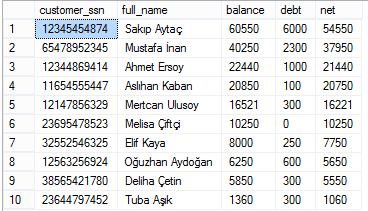 customer_ssn full_name balance debt net
1 12345454874 Sakıp Aytaç 60550 6000 54550
2 65478952345 Mustafa İnan 40250 2300 37950
3 12344869414 Ahmet Ersoy 22440 1000 21440
4 11654555447 Aslıhan Kaban 20850 100 20750
5 12147856329 Mertcan Ulusoy 16521 300 16221
6 23695478523 Melisa Çiftçi 10250 0 10250
7 32552546325 Elif Kaya 8000 250 7750
8 12563256924 Oğuzhan Aydoğan 6250 600 5650
9 38565421780 Deliha Çetin 5850 300 5550
10 23644797452 Tuba Aşık 1360 300 1060